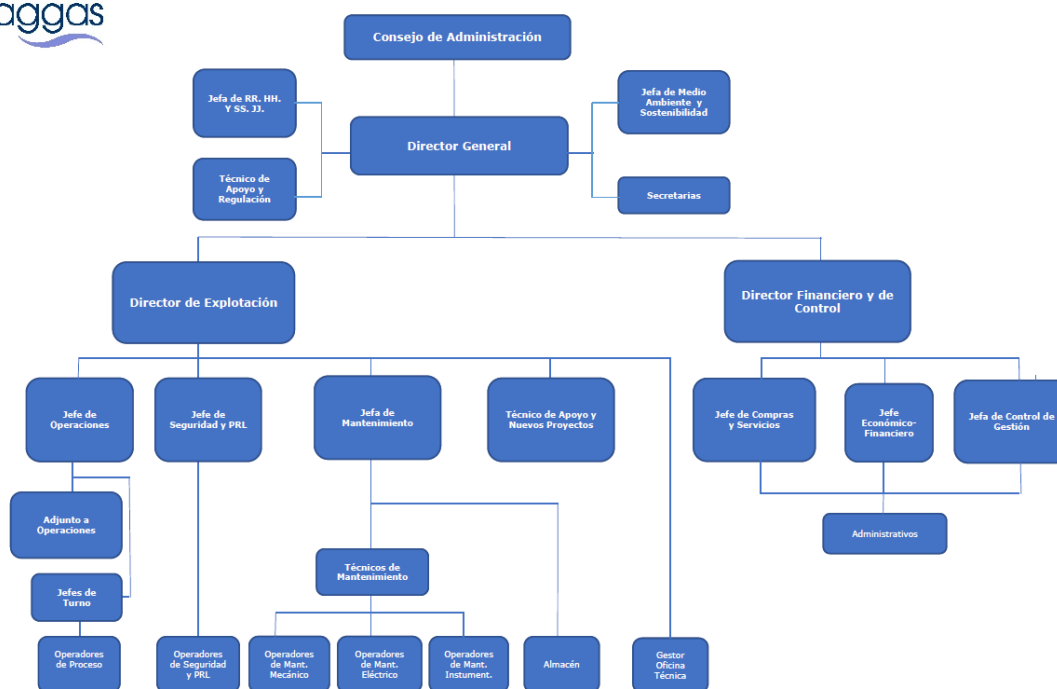 aggas
Consejo de Administración
Jefa de RR. HH.
Y SS. JJ.
Jefa de Medio
Ambiente y
Sostenibilidad
Director General
Técnico de
Apoyo y
Regulación
Secretarias
Director de Explotación
Director Financiero y de
Control
Jefe de
Operaciones
Jefe de
Seguridad y PRL
Jefa de
Mantenimiento
Técnico de Apoyo y
Nuevos Proyectos
Jefe de Compras
y Servicios
Jefe
Económico-
Financiero
Jefa de Control de
Gestión
Adjunto a
Operaciones
Administrativos
Técnicos de
Mantenimiento
Jefes de
Turno
Operadores
de Proceso
Operadores
de Seguridad
y PRL
Operadores
de Mant.
Mecánico
Operadores
de Mant.
Eléctrico
Operadores
de Mant.
Instument.
Almacén
Gestor
Oficina
Técnica